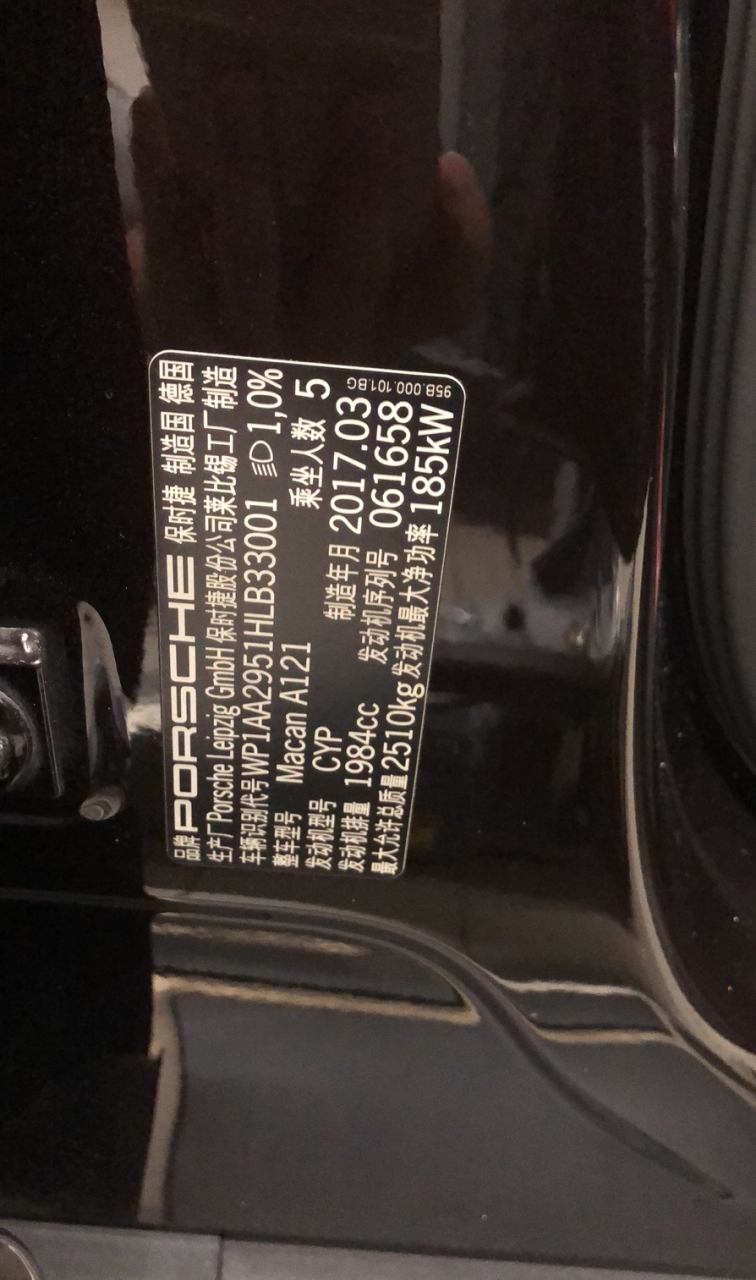 品牌 PORSCHE 保时捷 制造国 德国
生产厂 Porsche Leipzig GmbH 保时捷股份公司莱比锡工厂制造
车辆识别代号 WP1AA2951HLB33001 1,0%
整车型号 Macan A121 乘坐人数 5
发动机型号 CYP 制造年月 2017.03
发动机排量 1984cc 发动机序列号 061658
最大允许总质量 2510kg 发动机最大净功率 185kW
95B.000.101.BG